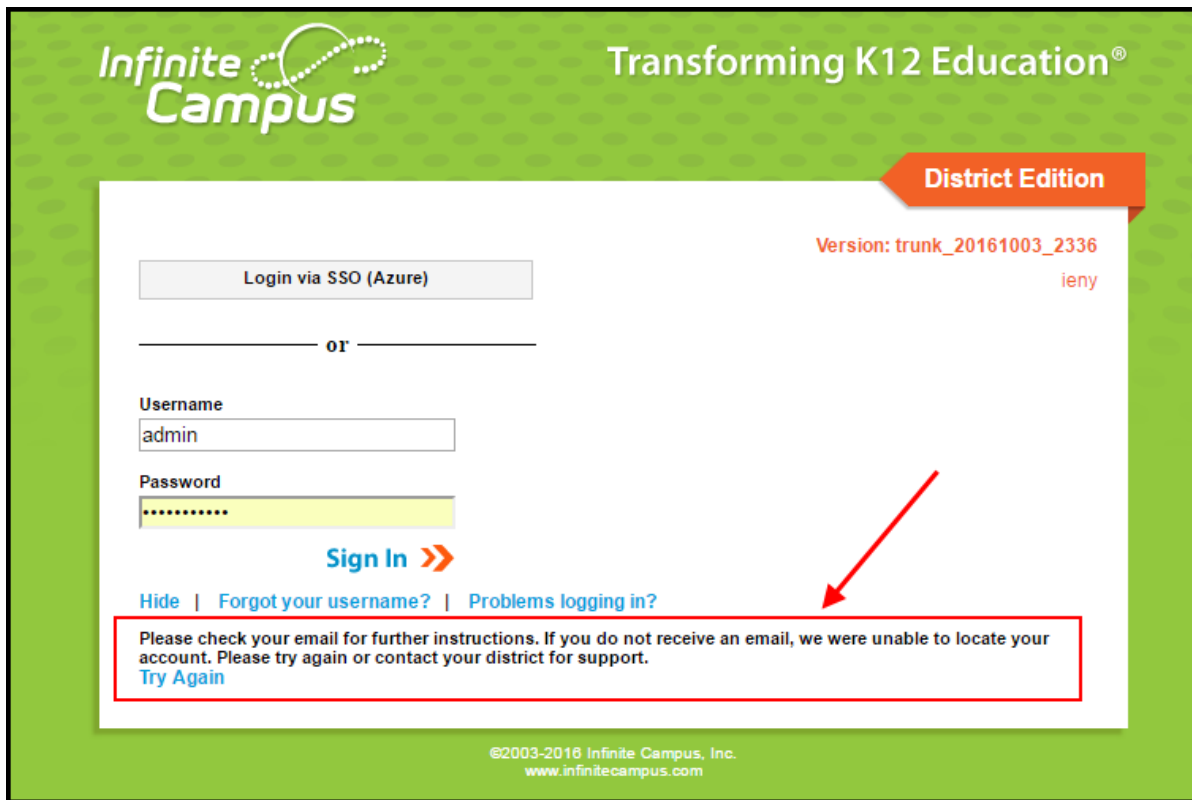 Infinite
Campus
Transforming K12 Education®
District Edition
Version: trunk_20161003_2336
ieny
Login via SSO (Azure)
or
Username
admin
Password
•••••••••••
Sign In
Hide | Forgot your username? | Problems logging in?
Please check your email for further instructions. If you do not receive an email, we were unable to locate your
account. Please try again or contact your district for support.
Try Again
©2003-2016 Infinite Campus, Inc.
www.infinitecampus.com